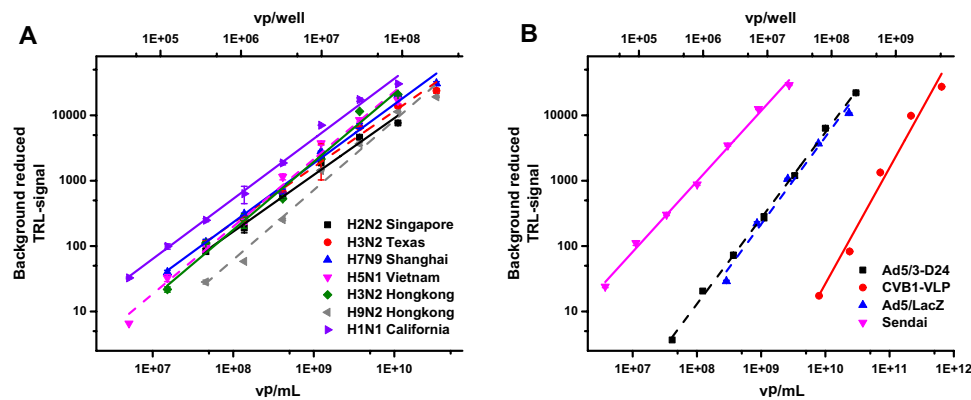 A
vp/well
1E+05 1E+06 1E+07 1E+08
Background reduced
TRL-signal
10000
1000
100
10
H2N2 Singapore
H3N2 Texas
H7N9 Shanghai
H5N1 Vietnam
H3N2 Hongkong
H9N2 Hongkong
H1N1 California
1E+07 1E+08 1E+09 1E+10
vp/mL
B
vp/well
1E+05 1E+06 1E+07 1E+08 1E+09
Background reduced
TRL-signal
10000
1000
100
10
Ad5/3-D24
CVB1-VLP
Ad5/LacZ
Sendai
1E+07 1E+08 1E+09 1E+10 1E+11 1E+12
vp/mL